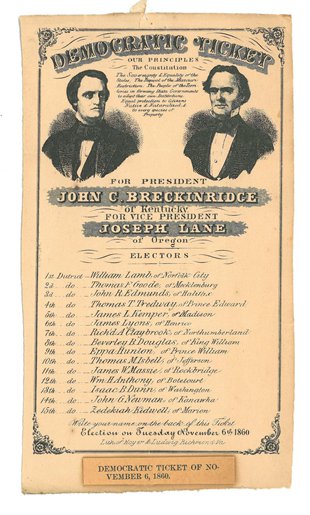 DEMOCRATIC TICKET
OUR PRINCIPLES
The Constitution
The Sovereignty & Equality of the
States, The Repeal of the Missouri
Restriction. The People of the Terri-
tories in forming State Governments
to adopt their own Institutions.
Equal protection to Citizens
Native & Naturalized, &
to every species of
Property
FOR PRESIDENT
JOHN C. BRECKINRIDGE
of Kentucky
FOR VICE PRESIDENT
JOSEPH LANE
of Oregon
ELECTORS
1st District William Lamb, of Norfolk City
2d do Thomas F. Goode, of Mecklenburg
3d do John R. Edmunds, of Halifax
4th do Thomas T. Tredway, of Prince Edward
5th do James L. Kemper, of Madison
6th do James Lyons, of Henrico
7th do Richd A Claybrook, of Northumberland
8th do Beverley B. Douglas, of King William
9th do Eppa Hunton, of Prince William
10th do Thomas M. Isbell, of Jefferson
11th do James W. Massie, of Rockbridge
12th do Wm H. Anthony, of Botetourt
13th do Isaac E. Dunn, of Washington
14th do John G. Newman, of Kanawha
15th do Zedekiah Kidwell, of Marion
Write your name on the back of this Ticket
Election on Tuesday November 6th 1860
Lith. of Hoyer & Ludwig, Richmond Va.
DEMOCRATIC TICKET OF NO-
VEMBER 6, 1860.